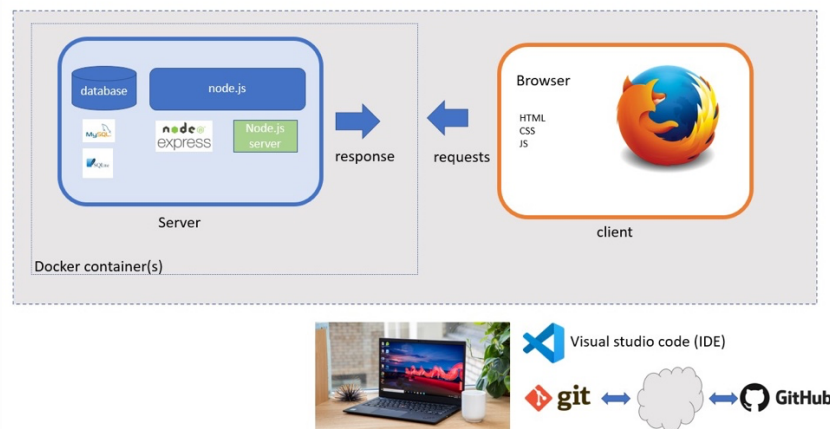 database
node.js
MySQL
node
express
Node.js
server
response
requests
Server
Docker container(s)
Browser
HTML
CSS
JS
client
Visual studio code (IDE)
git
GitHub